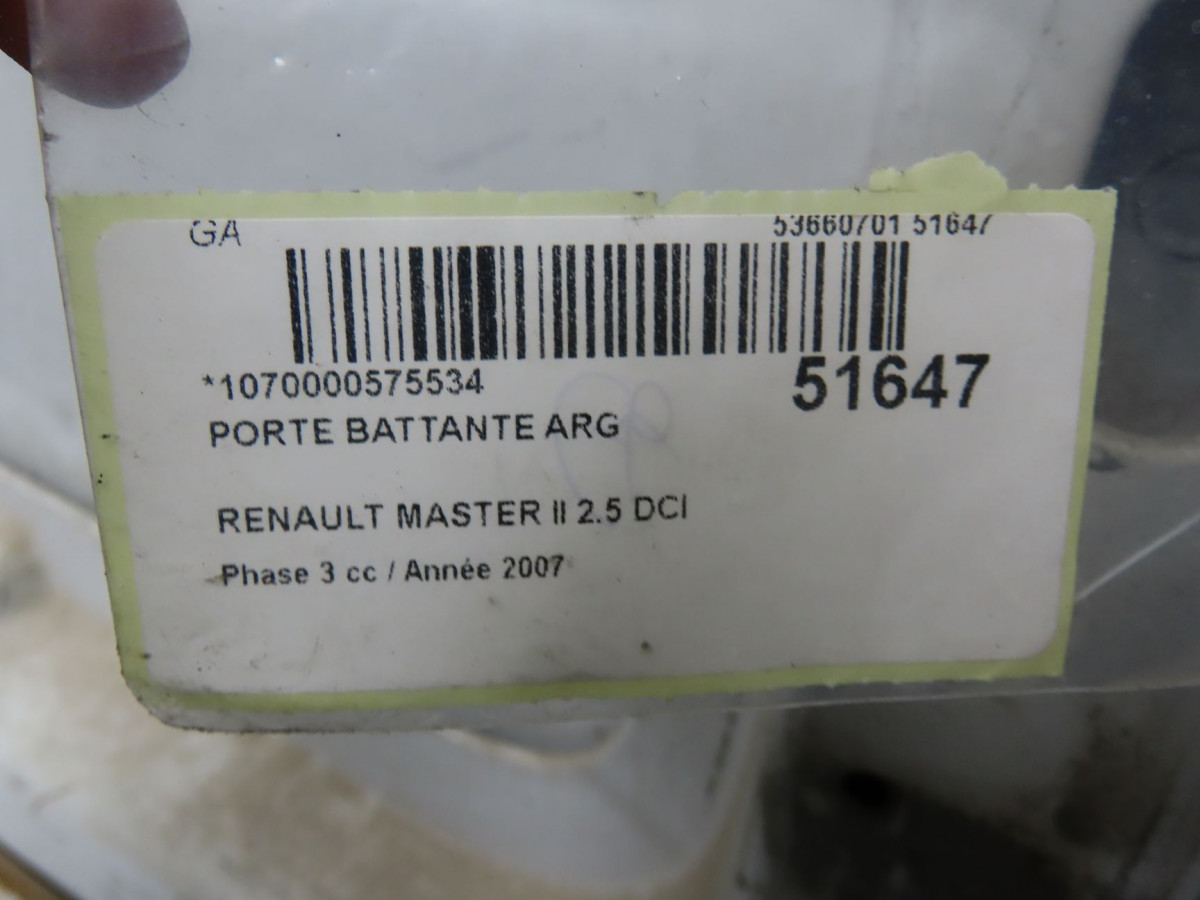 GA 53660701 51647
*1070000575534 51647
PORTE BATTANTE ARG
RENAULT MASTER II 2.5 DCI
Phase 3 cc / Année 2007